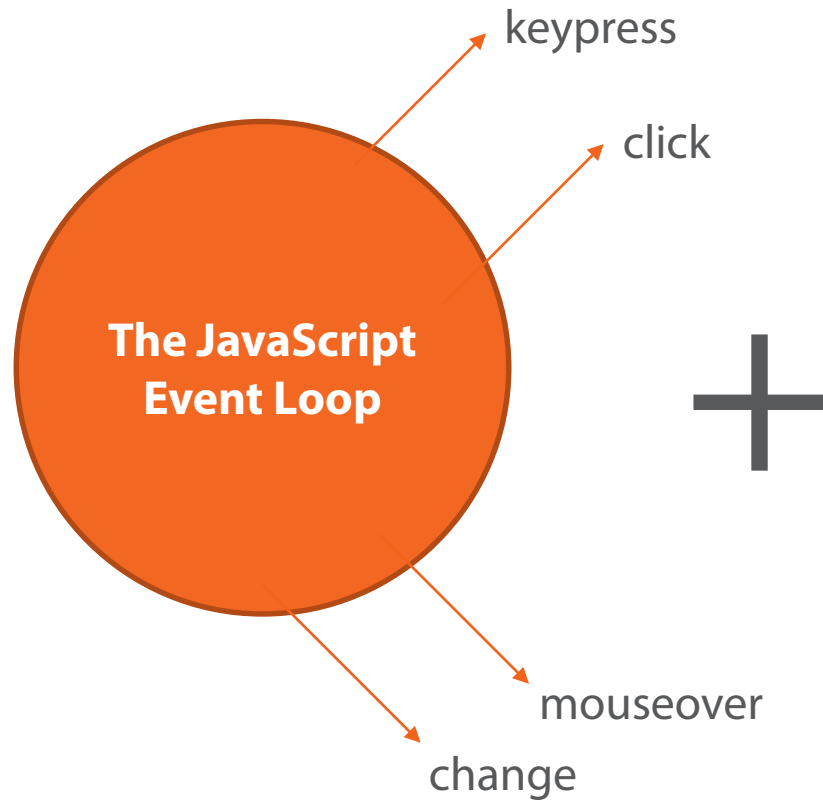 keypress
click
The JavaScript
Event Loop
+
mouseover
change